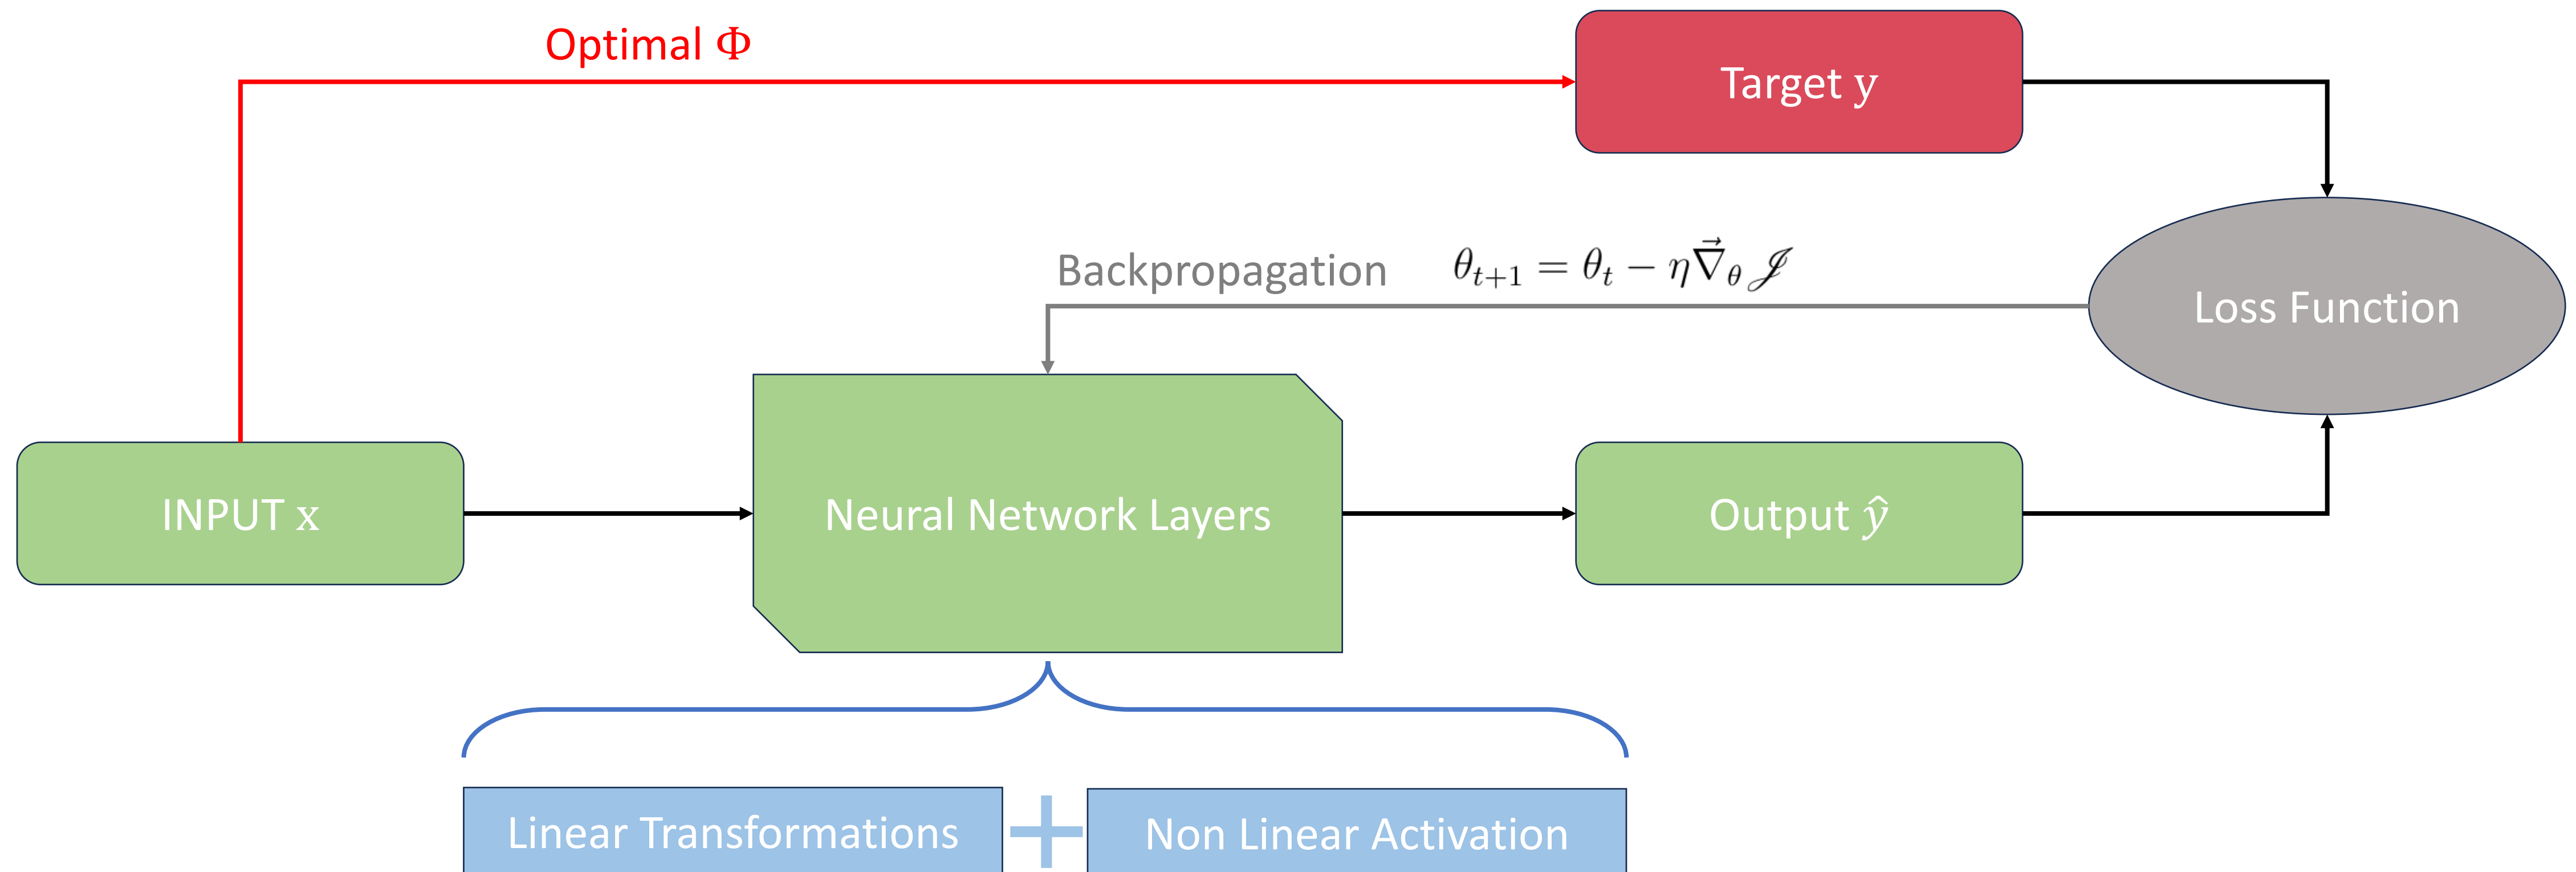 Optimal Φ
Target y
Backpropagation
θ_{t+1} = θ_t − η∇⃗_θ 𝒥
Loss Function
INPUT x
Neural Network Layers
Output ŷ
Linear Transformations
+
Non Linear Activation